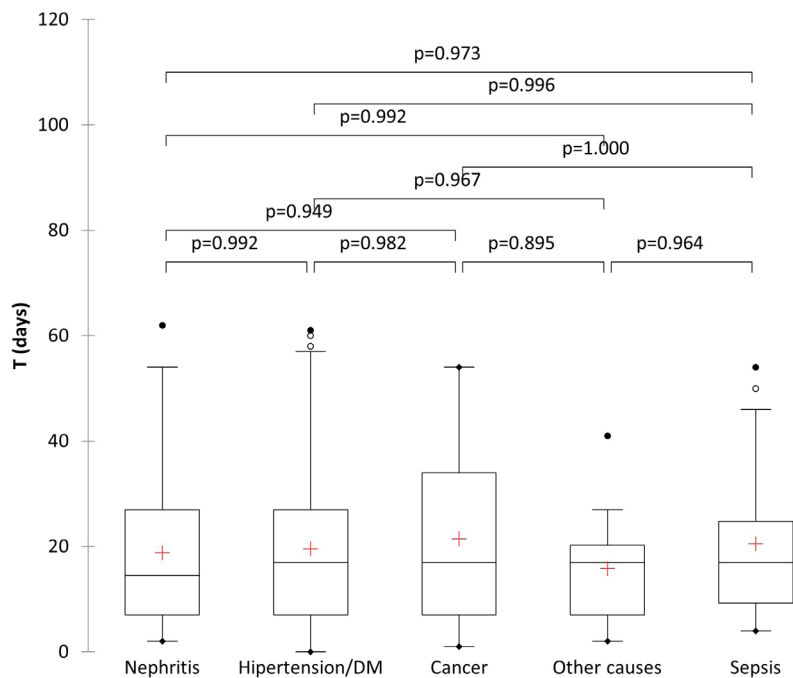 120
p=0.973
p=0.996
p=0.992
100
p=1.000
p=0.967
p=0.949
80
p=0.992 p=0.982 p=0.895 p=0.964
60
T (days)
40
20
0
Nephritis Hipertension/DM Cancer Other causes Sepsis